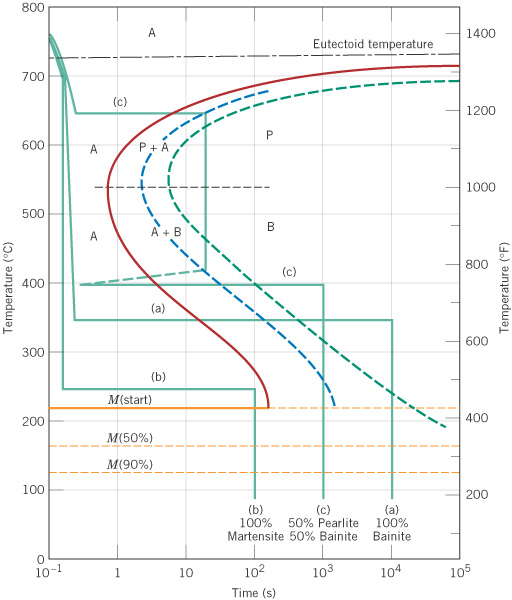 800
700
600
500
400
300
200
100
0
Temperature (°C)
1400
1200
1000
800
600
400
200
Temperature (°F)
A
Eutectoid temperature
(c)
A
P + A
P
A
A + B
B
(c)
(a)
(b)
M(start)
M(50%)
M(90%)
(b)
100%
Martensite
(c)
50% Pearlite
50% Bainite
(a)
100%
Bainite
10⁻¹ 1 10 10² 10³ 10⁴ 10⁵
Time (s)